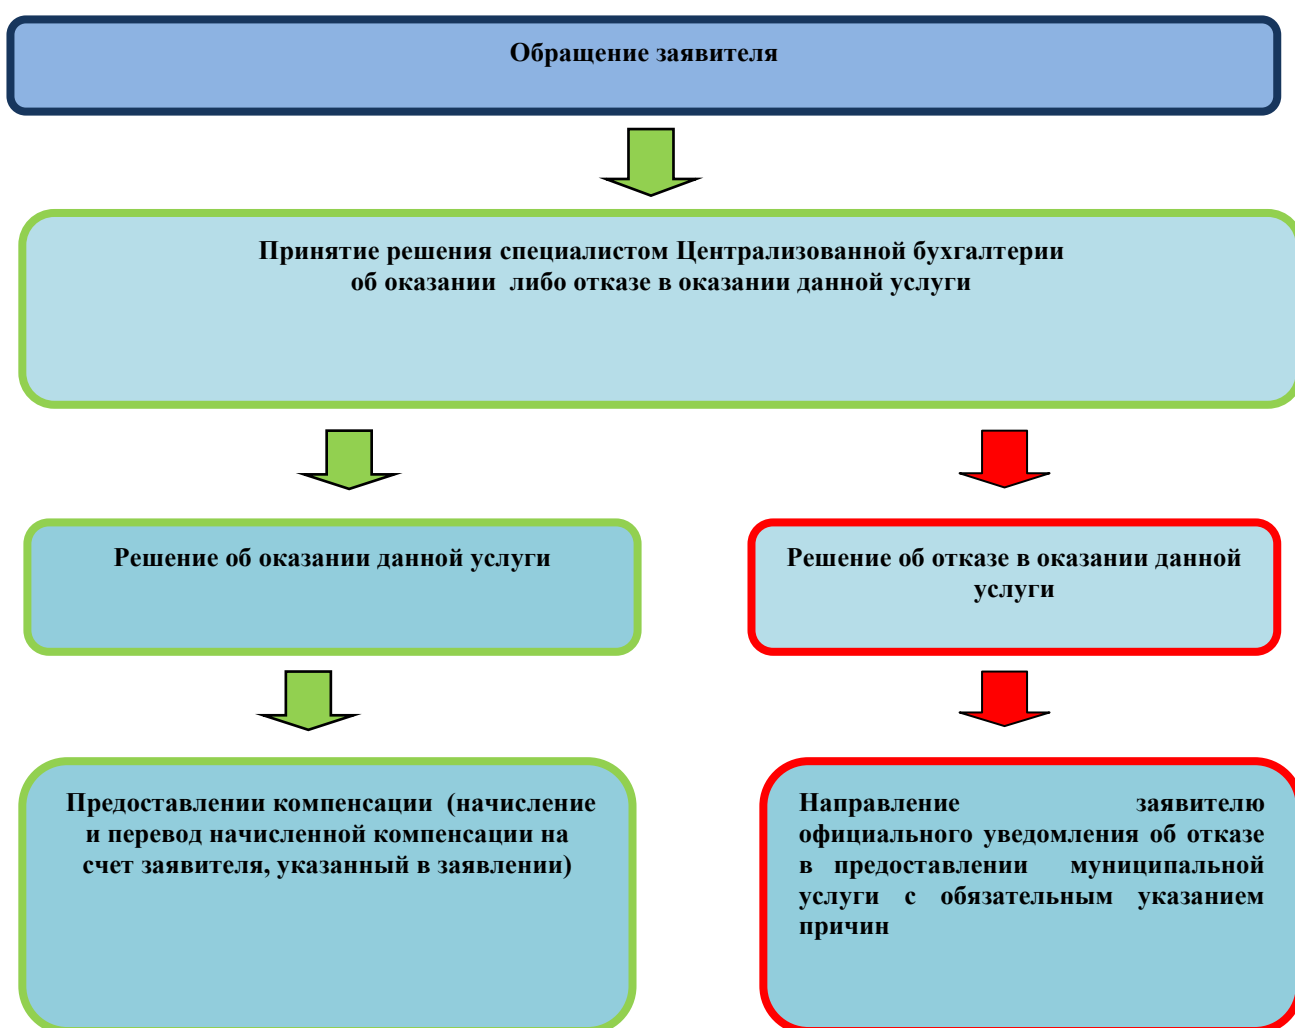 Обращение заявителя
Принятие решения специалистом Централизованной бухгалтерии
об оказании либо отказе в оказании данной услуги
Решение об оказании данной услуги
Решение об отказе в оказании данной
услуги
Предоставлении компенсации (начисление
и перевод начисленной компенсации на
счет заявителя, указанный в заявлении)
Направление заявителю
официального уведомления об отказе
в предоставлении муниципальной
услуги с обязательным указанием
причин